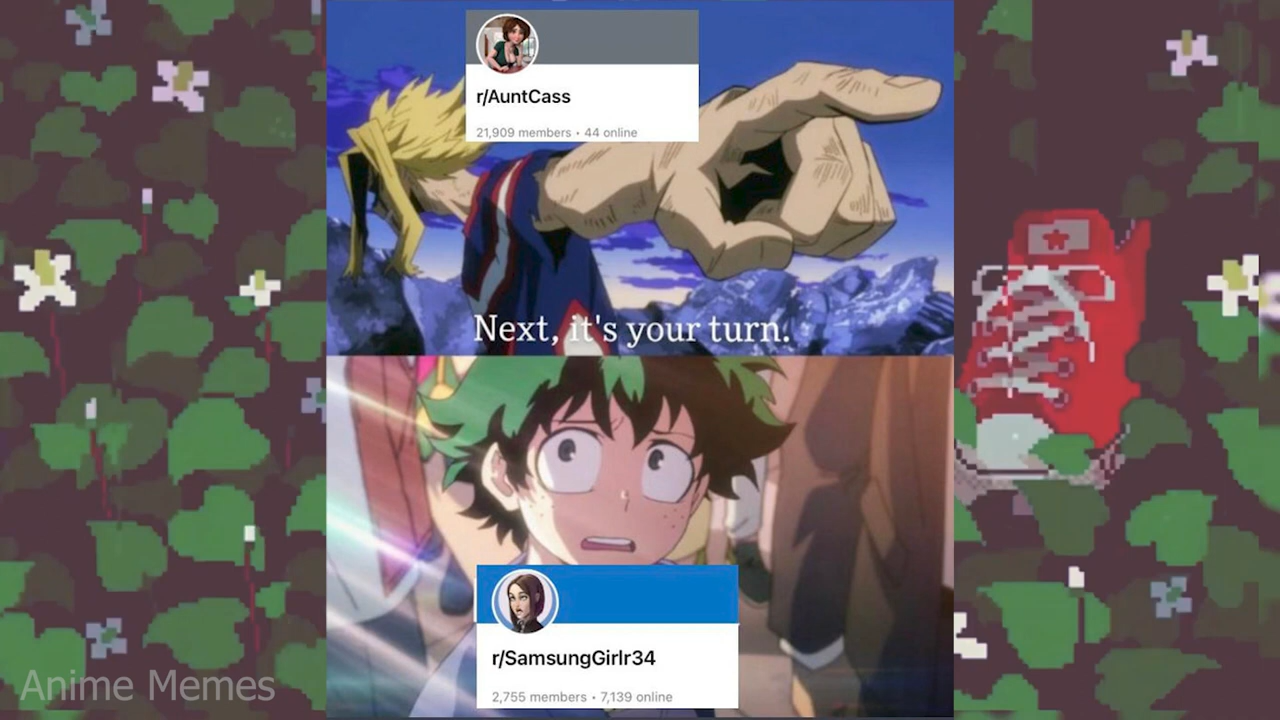 r/AuntCass
21,909 members • 44 online
Next, it's your turn.
r/SamsungGirlr34
2,755 members • 7,139 online
Anime Memes